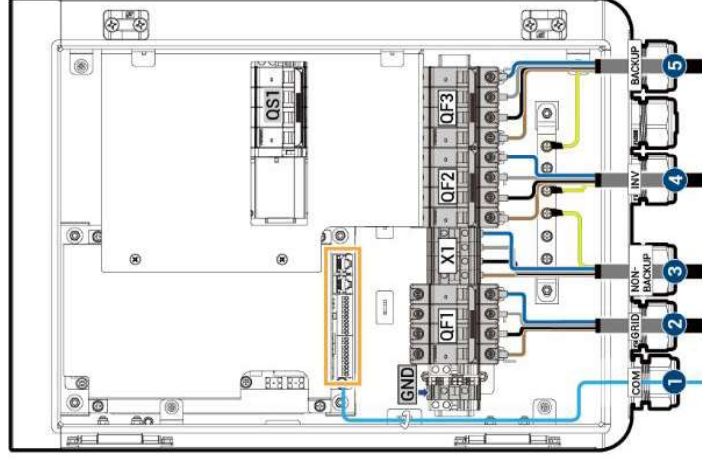 QS1
GND
QF1
X1
QF2
QF3
COM
GRID
NON-
BACKUP
INV
BACKUP
1
2
3
4
5